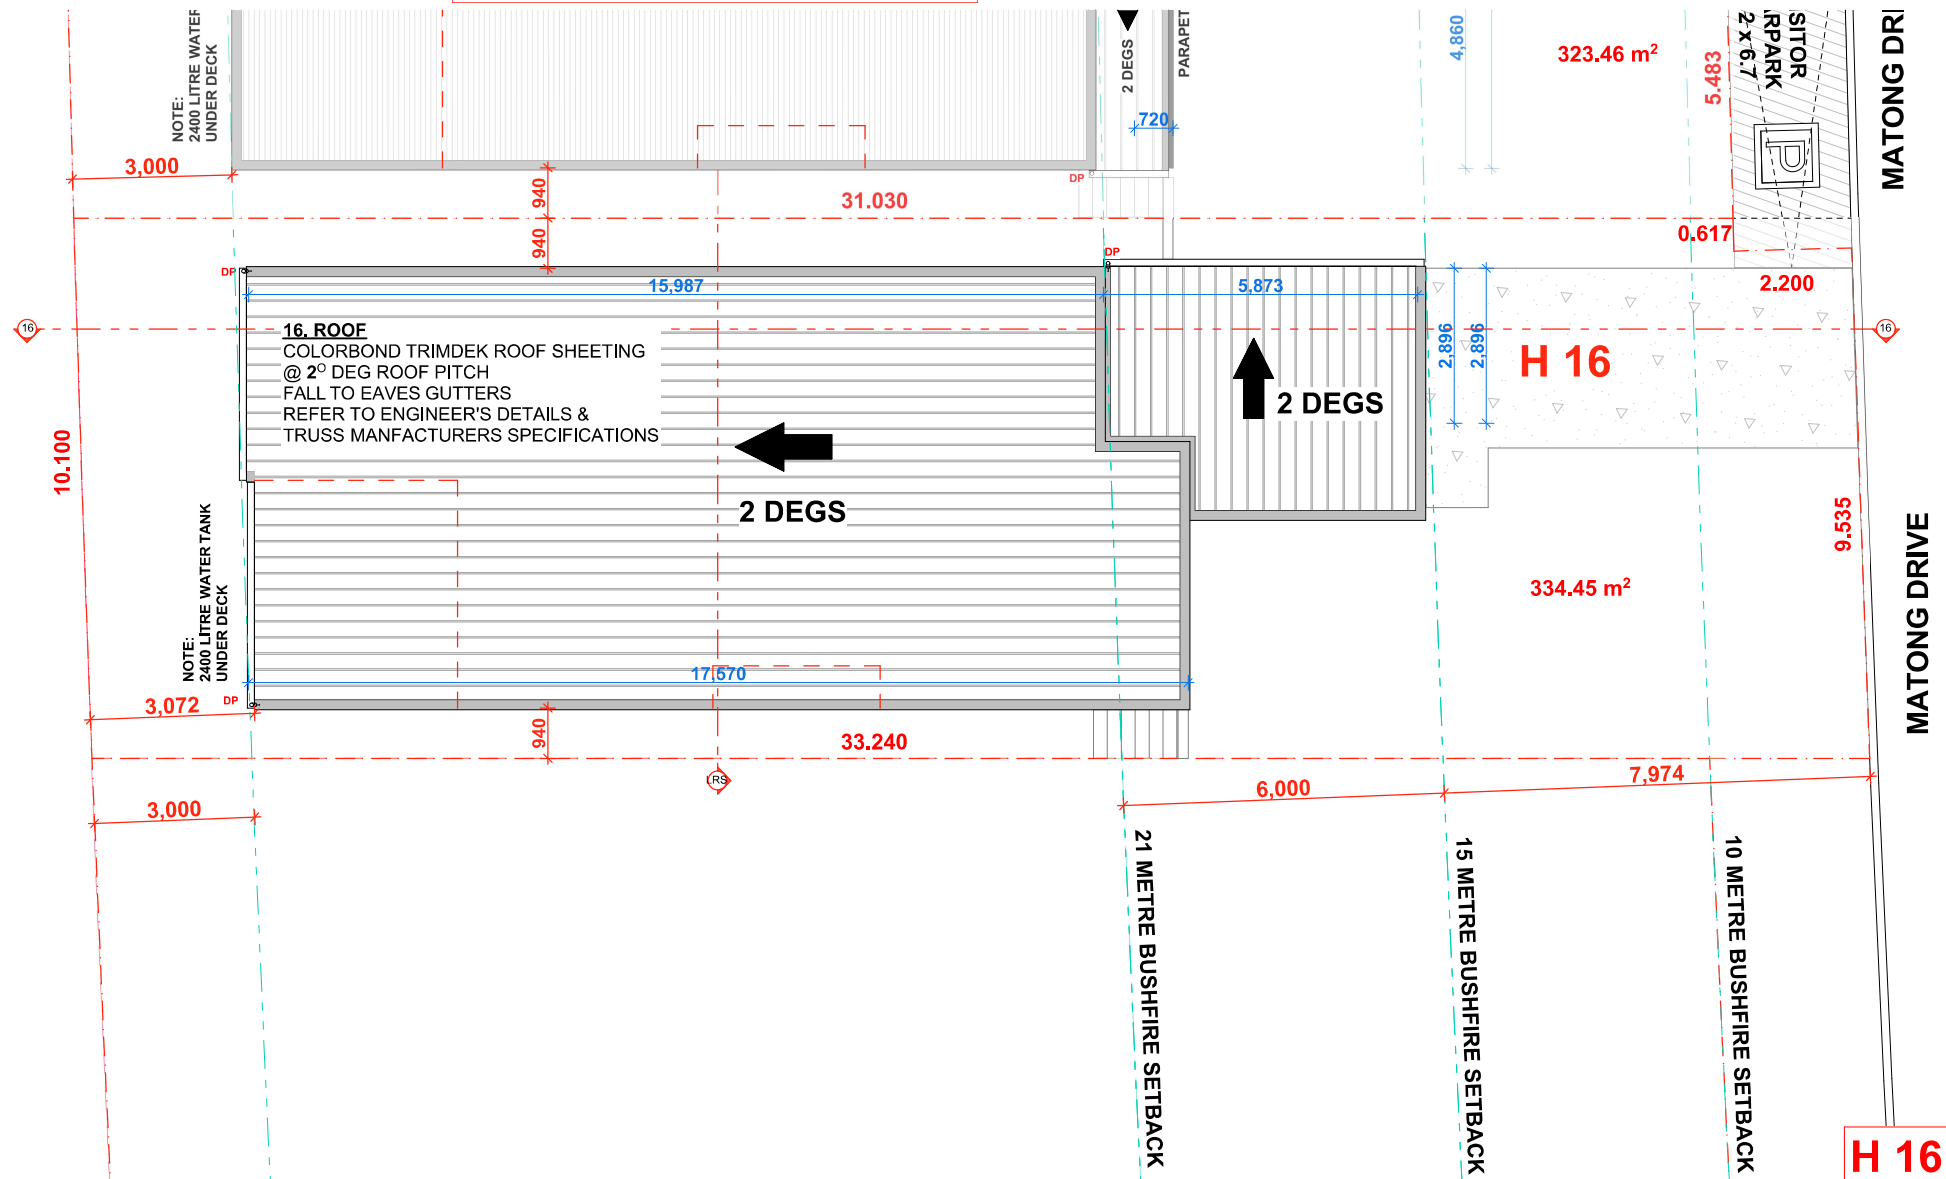 NOTE:
2400 LITRE WATER
UNDER DECK
2 DEGS
PARAPET
720
4,860
323.46 m²
5.483
SITOR
ARPARK
2 x 6.7
P
MATONG DRI
3,000
940
31.030
DP
940
0.617
2.200
DP
DP
15,987
5,873
16
16. ROOF
COLORBOND TRIMDEK ROOF SHEETING
@ 2° DEG ROOF PITCH
FALL TO EAVES GUTTERS
REFER TO ENGINEER'S DETAILS &
TRUSS MANFACTURERS SPECIFICATIONS
2,896
2,896
H 16
16
2 DEGS
2 DEGS
10.100
9.535
334.45 m²
MATONG DRIVE
NOTE:
2400 LITRE WATER TANK
UNDER DECK
17,570
DP
3,072
940
33.240
LRS
6,000
7,974
3,000
21 METRE BUSHFIRE SETBACK
15 METRE BUSHFIRE SETBACK
10 METRE BUSHFIRE SETBACK
H 16